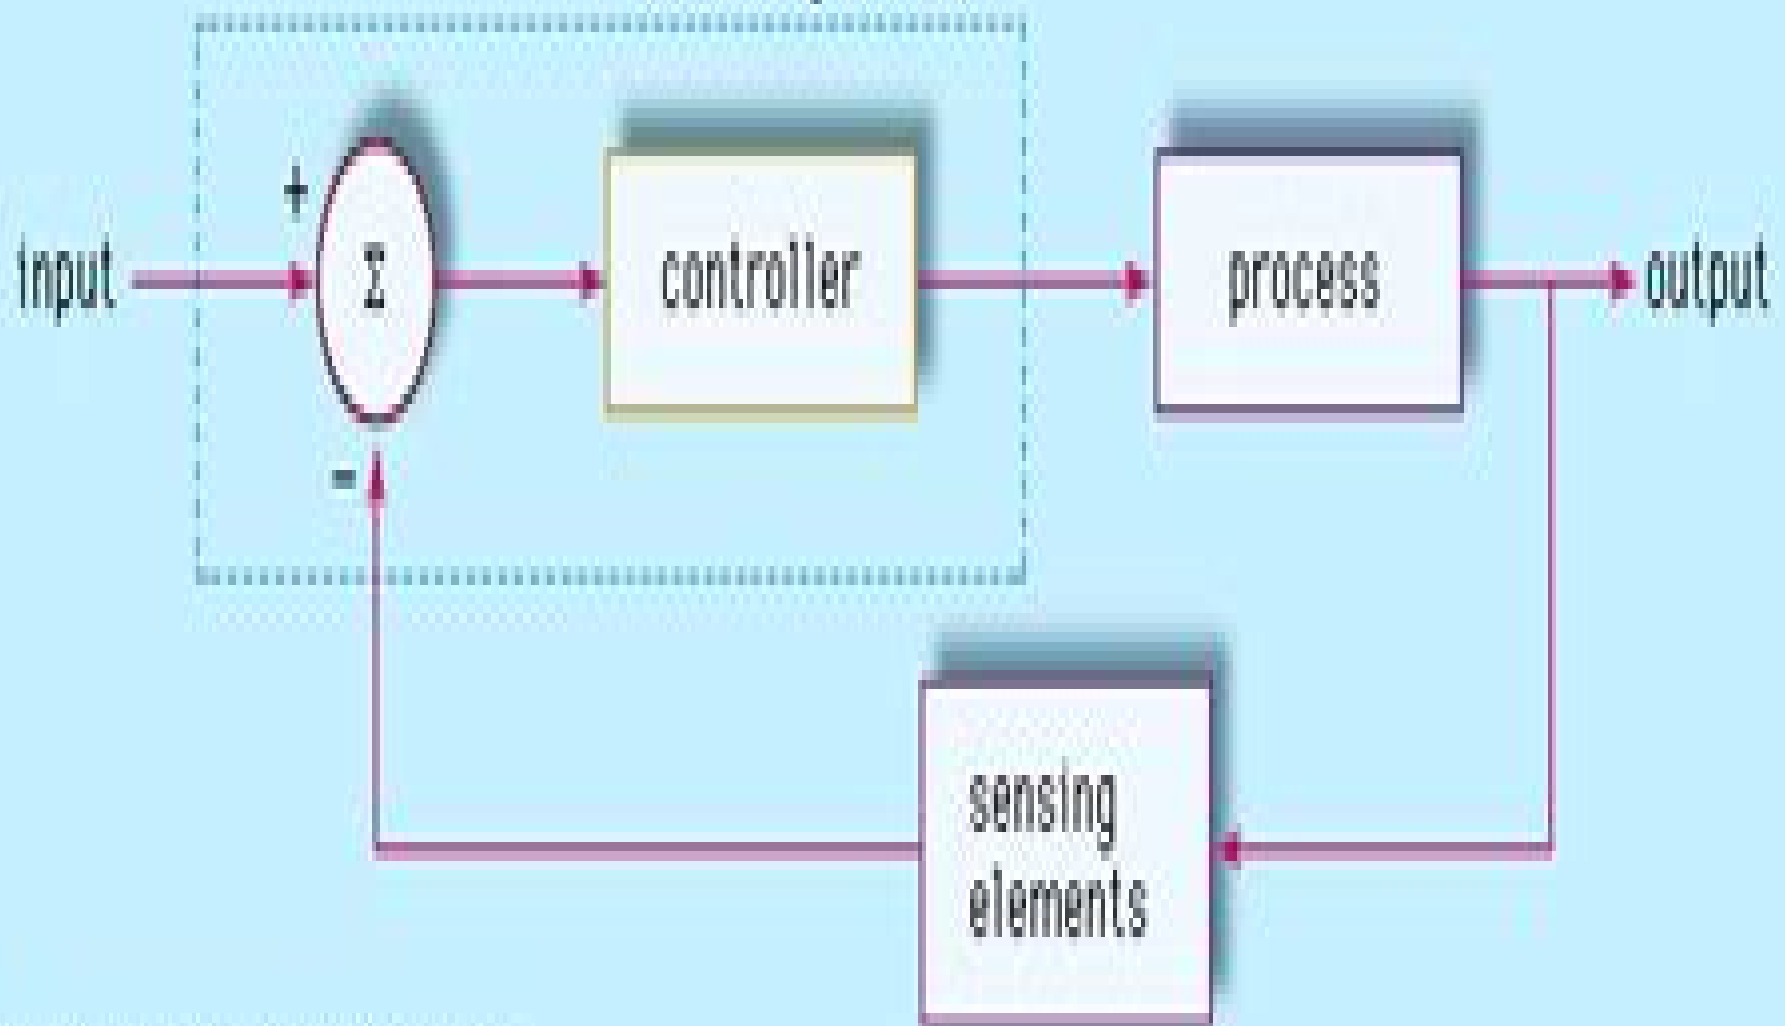 +
input
Σ
controller
process
output
-
sensing
elements